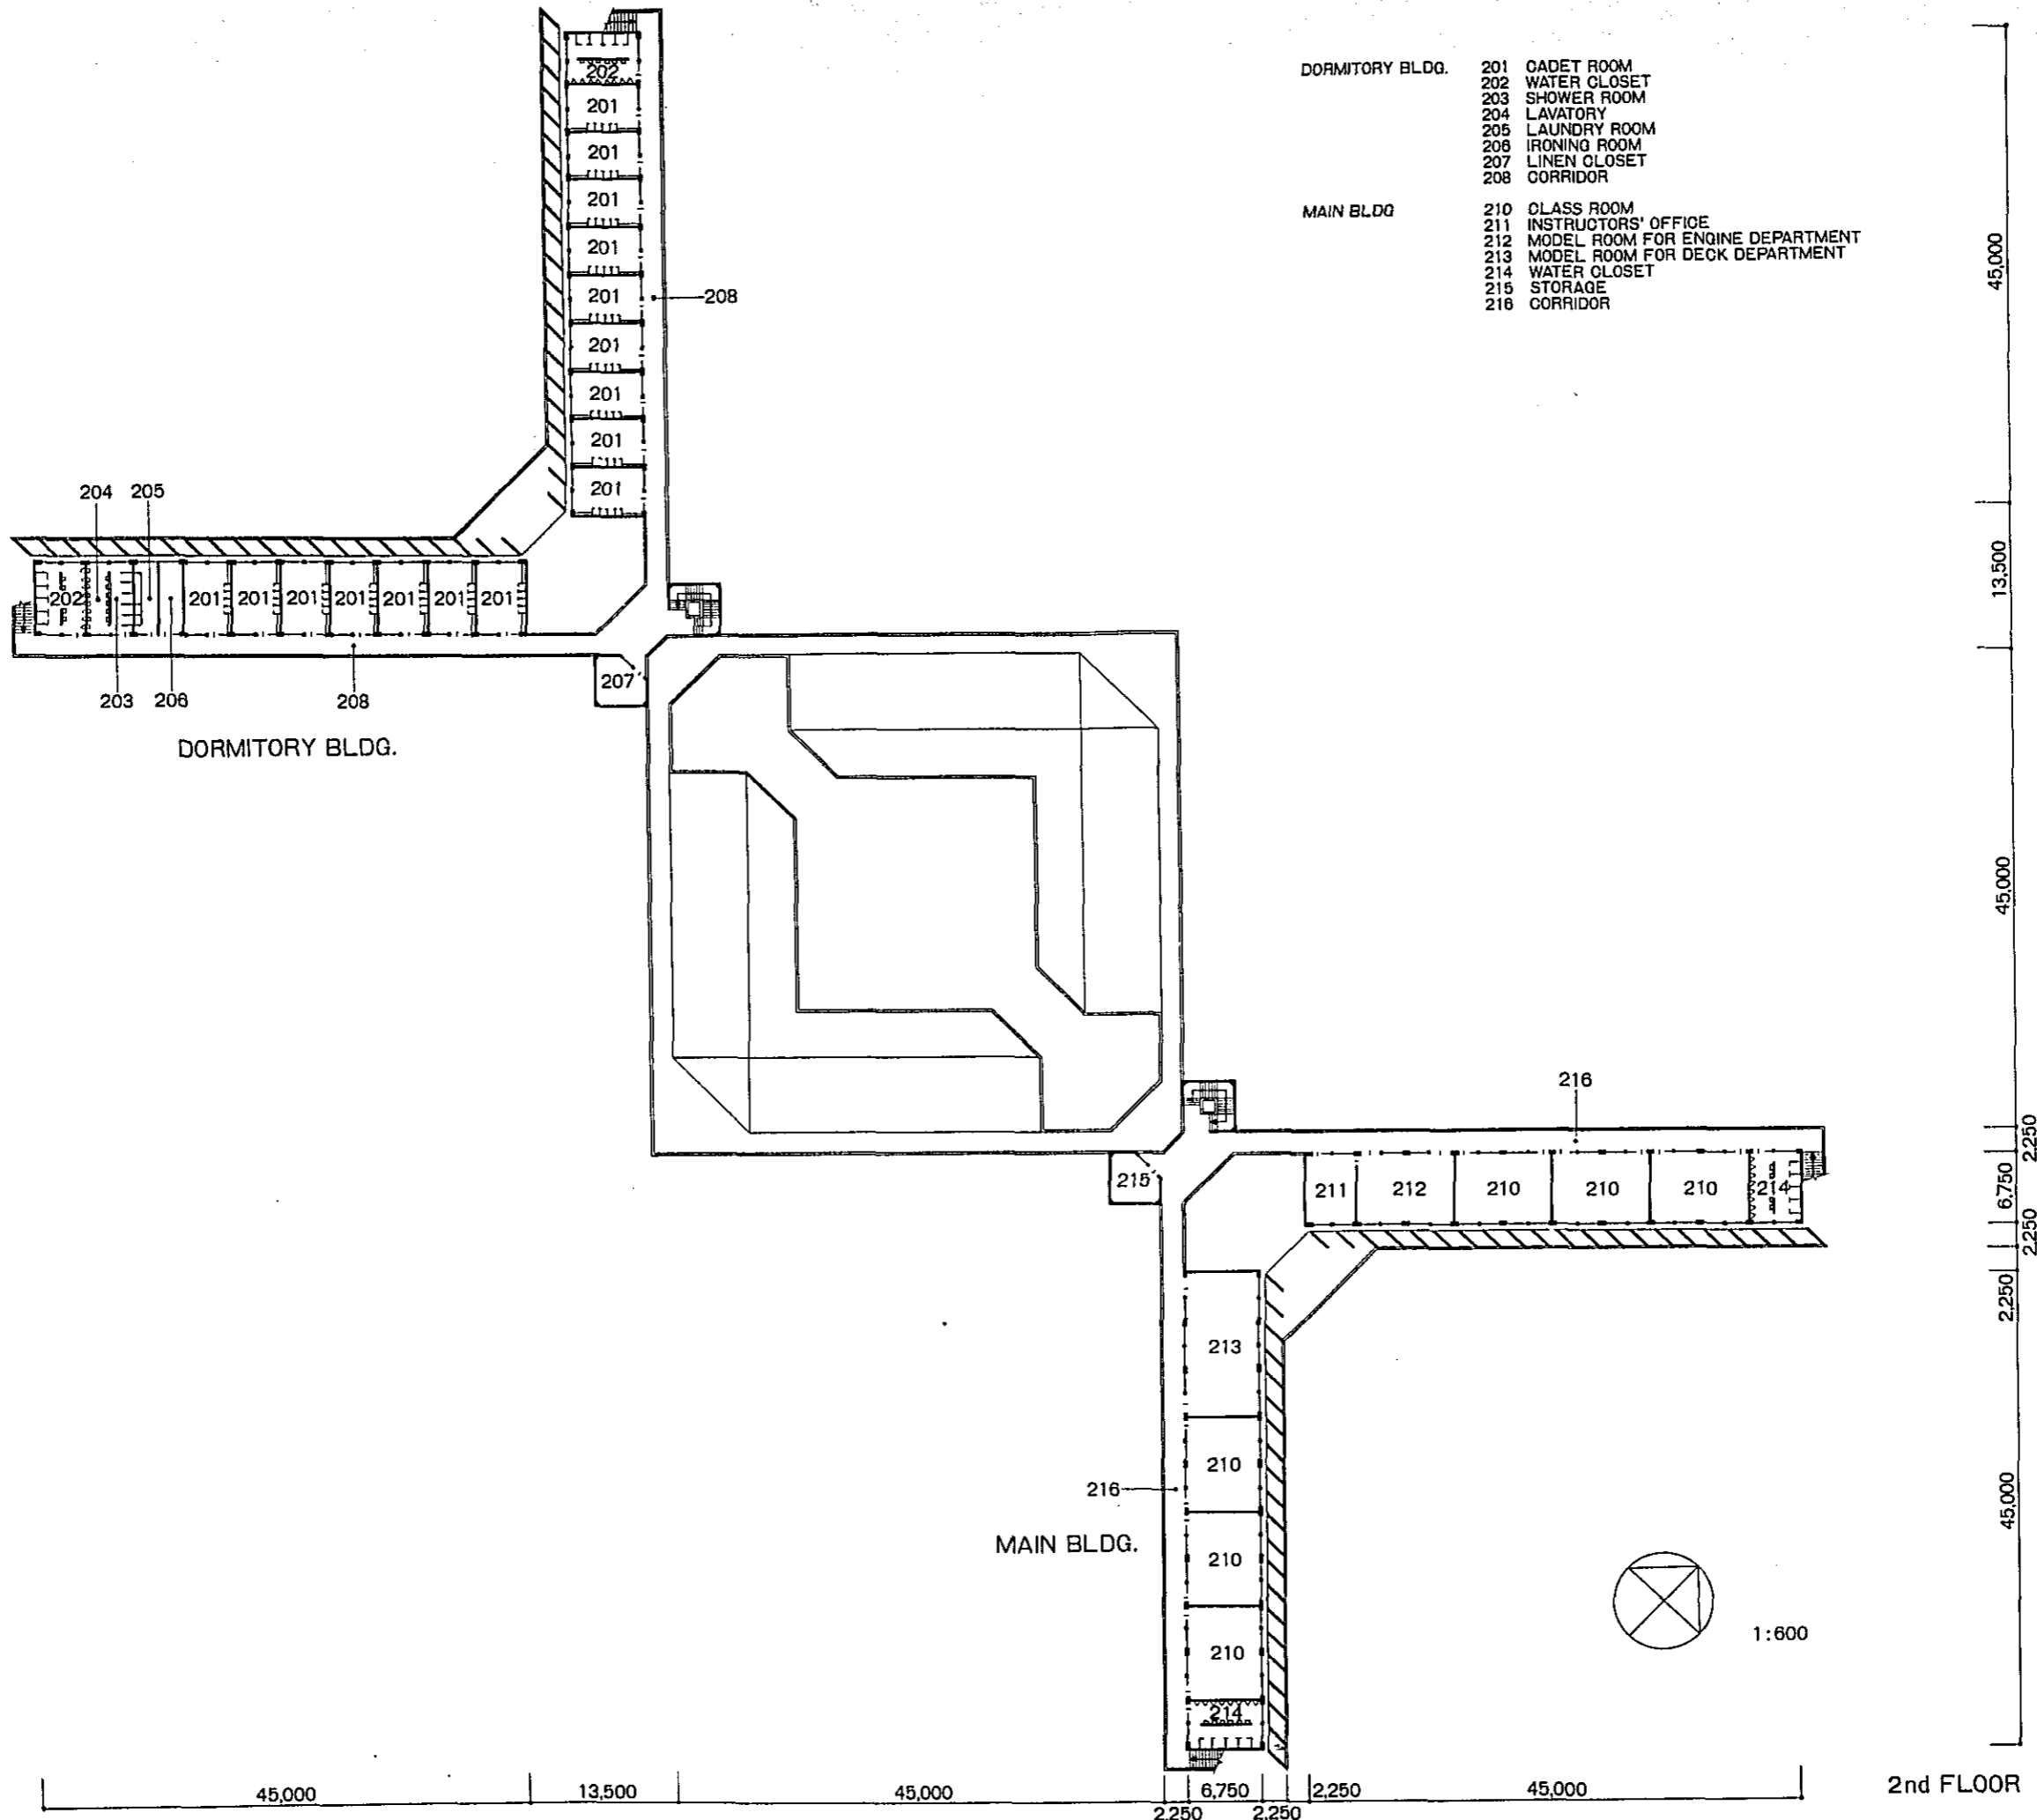 DORMITORY BLDG. 201 CADET ROOM
202 WATER CLOSET
203 SHOWER ROOM
204 LAVATORY
205 LAUNDRY ROOM
206 IRONING ROOM
207 LINEN CLOSET
208 CORRIDOR
MAIN BLDG 210 CLASS ROOM
211 INSTRUCTORS' OFFICE
212 MODEL ROOM FOR ENGINE DEPARTMENT
213 MODEL ROOM FOR DECK DEPARTMENT
214 WATER CLOSET
215 STORAGE
216 CORRIDOR
202
201
201
201
201
201
201
201
201
201
208
204 205
202 201 201 201 201 201 201 201
203 206 208
207
DORMITORY BLDG.
216
215
211 212 210 210 210 214
213
210
216
210
MAIN BLDG.
210
214
1:600
45,000
13,500
45,000
2,250
6,750
2,250
2,250
45,000
45,000 13,500 45,000 2,250 6,750 2,250 2,250 45,000
2nd FLOOR